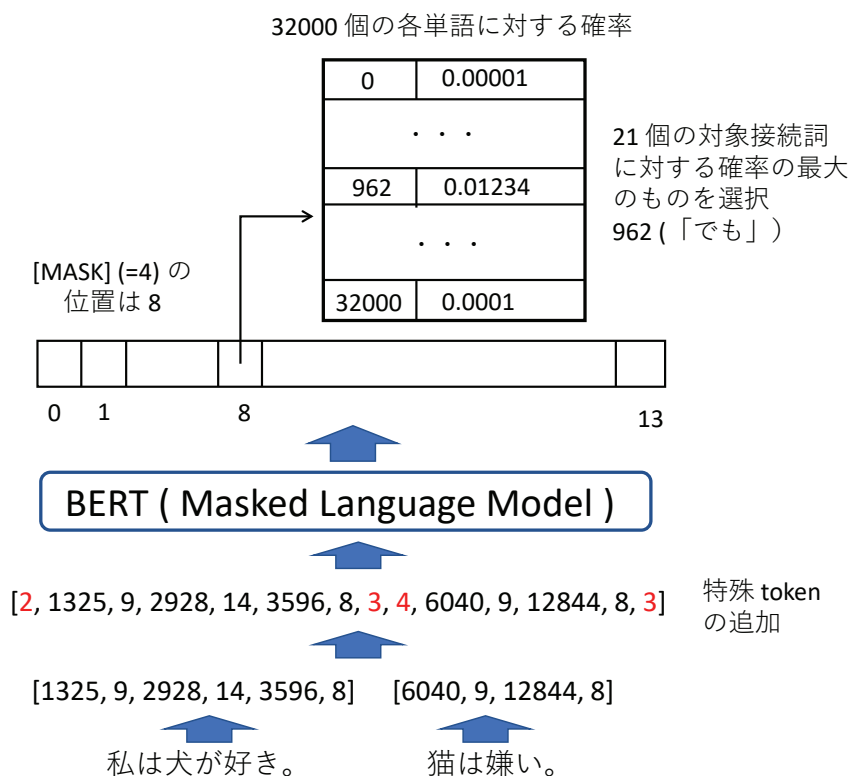 32000 個の各単語に対する確率
0 0.00001
・・・
962 0.01234
・・・
32000 0.0001
21 個の対象接続詞
に対する確率の最大
のものを選択
962 (「でも」)
[MASK] (=4) の
位置は 8
0 1 8 13
BERT ( Masked Language Model )
[2, 1325, 9, 2928, 14, 3596, 8, 3, 4, 6040, 9, 12844, 8, 3]
特殊 token
の追加
[1325, 9, 2928, 14, 3596, 8] [6040, 9, 12844, 8]
私は犬が好き。 猫は嫌い。